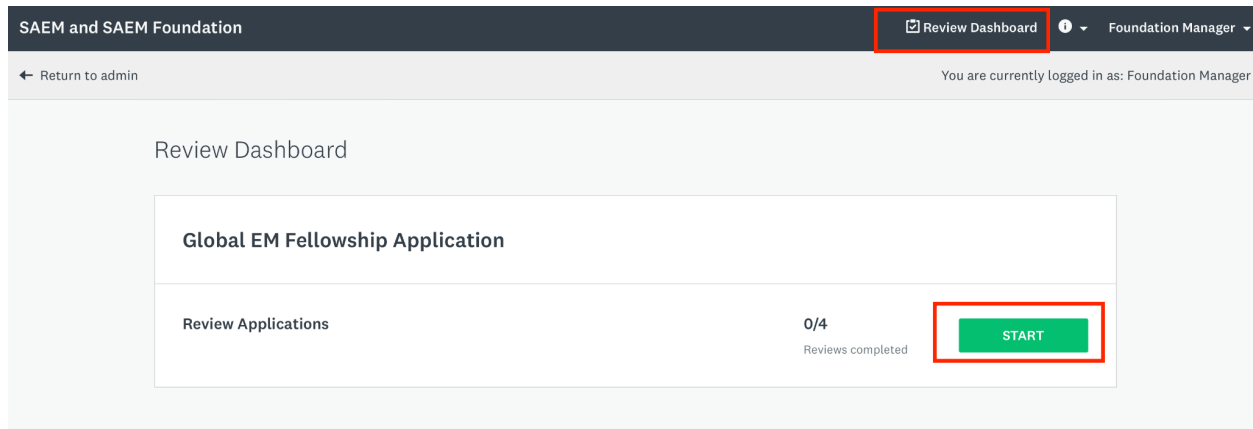 SAEM and SAEM Foundation Review Dashboard Foundation Manager
Return to admin You are currently logged in as: Foundation Manager
Review Dashboard
Global EM Fellowship Application
Review Applications 0/4 START
Reviews completed